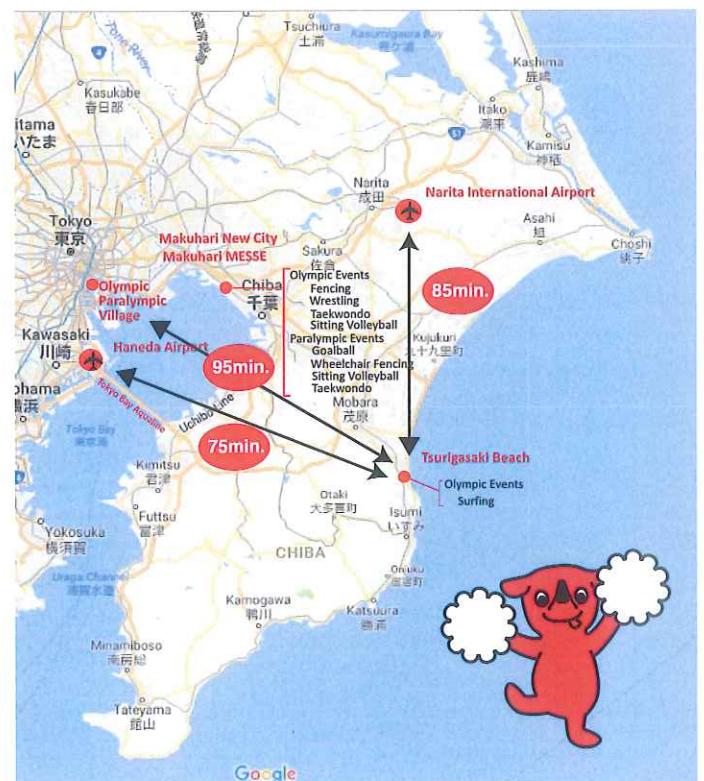 Tsuchiura
土浦
Kasumigaura Bay
Tone River
4
Kasukabe
春日部
Kashima
鹿嶋
Itako
潮来
51
Kamisu
神栖
itama
いたま
Narita
成田
Narita International Airport
Asahi
旭
Choshi
銚子
Tokyo
東京
Makuhari New City
Makuhari MESSE
Sakura
佐倉
Chiba
千葉
Olympic Events
Fencing
Wrestling
Taekwondo
Sitting Volleyball
Paralympic Events
Goalball
Wheelchair Fencing
Sitting Volleyball
Taekwondo
85min.
Olympic
Paralympic
Village
Kawasaki
川崎
Haneda Airport
Kujukuri
九十九里町
95min.
ohama
横浜
Tokyo Bay Aqualine
Uchibo Line
Mobara
茂原
Tokyo Bay
東京湾
75min.
Tsurigasaki Beach
Olympic Events
Surfing
Kimitsu
君津
Otaki
大多喜町
Isumi
いすみ
Futtsu
富津
Yokosuka
横須賀
CHIBA
Uraga Channel
浦賀水道
Onjuku
御宿町
Kamogawa
鴨川
Katsuura
勝浦
Minamiboso
南房総
Tateyama
館山
Google